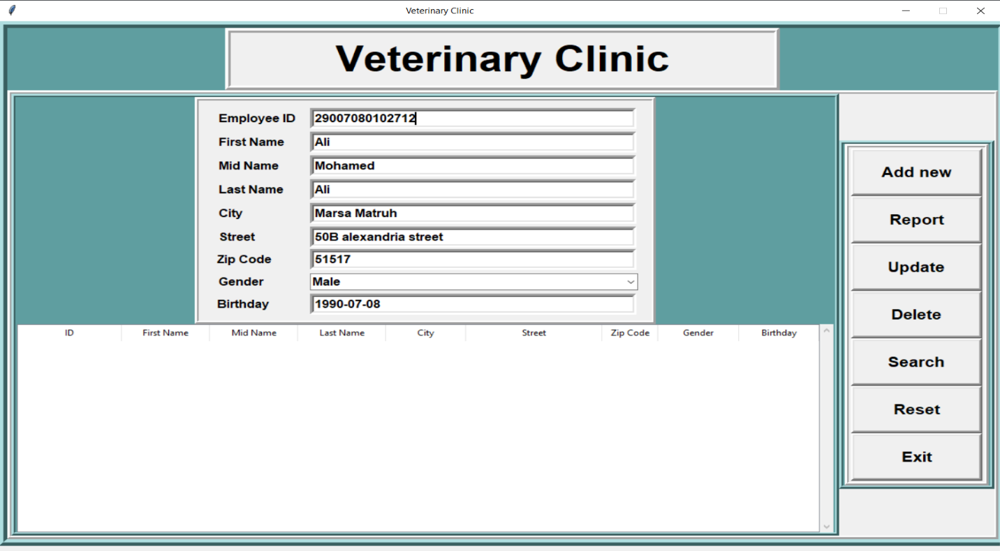 Veterinary Clinic
Veterinary Clinic
Employee ID 29007080102712
First Name Ali
Mid Name Mohamed
Last Name Ali
City Marsa Matruh
Street 50B alexandria street
Zip Code 51517
Gender Male
Birthday 1990-07-08
ID First Name Mid Name Last Name City Street Zip Code Gender Birthday
Add new
Report
Update
Delete
Search
Reset
Exit